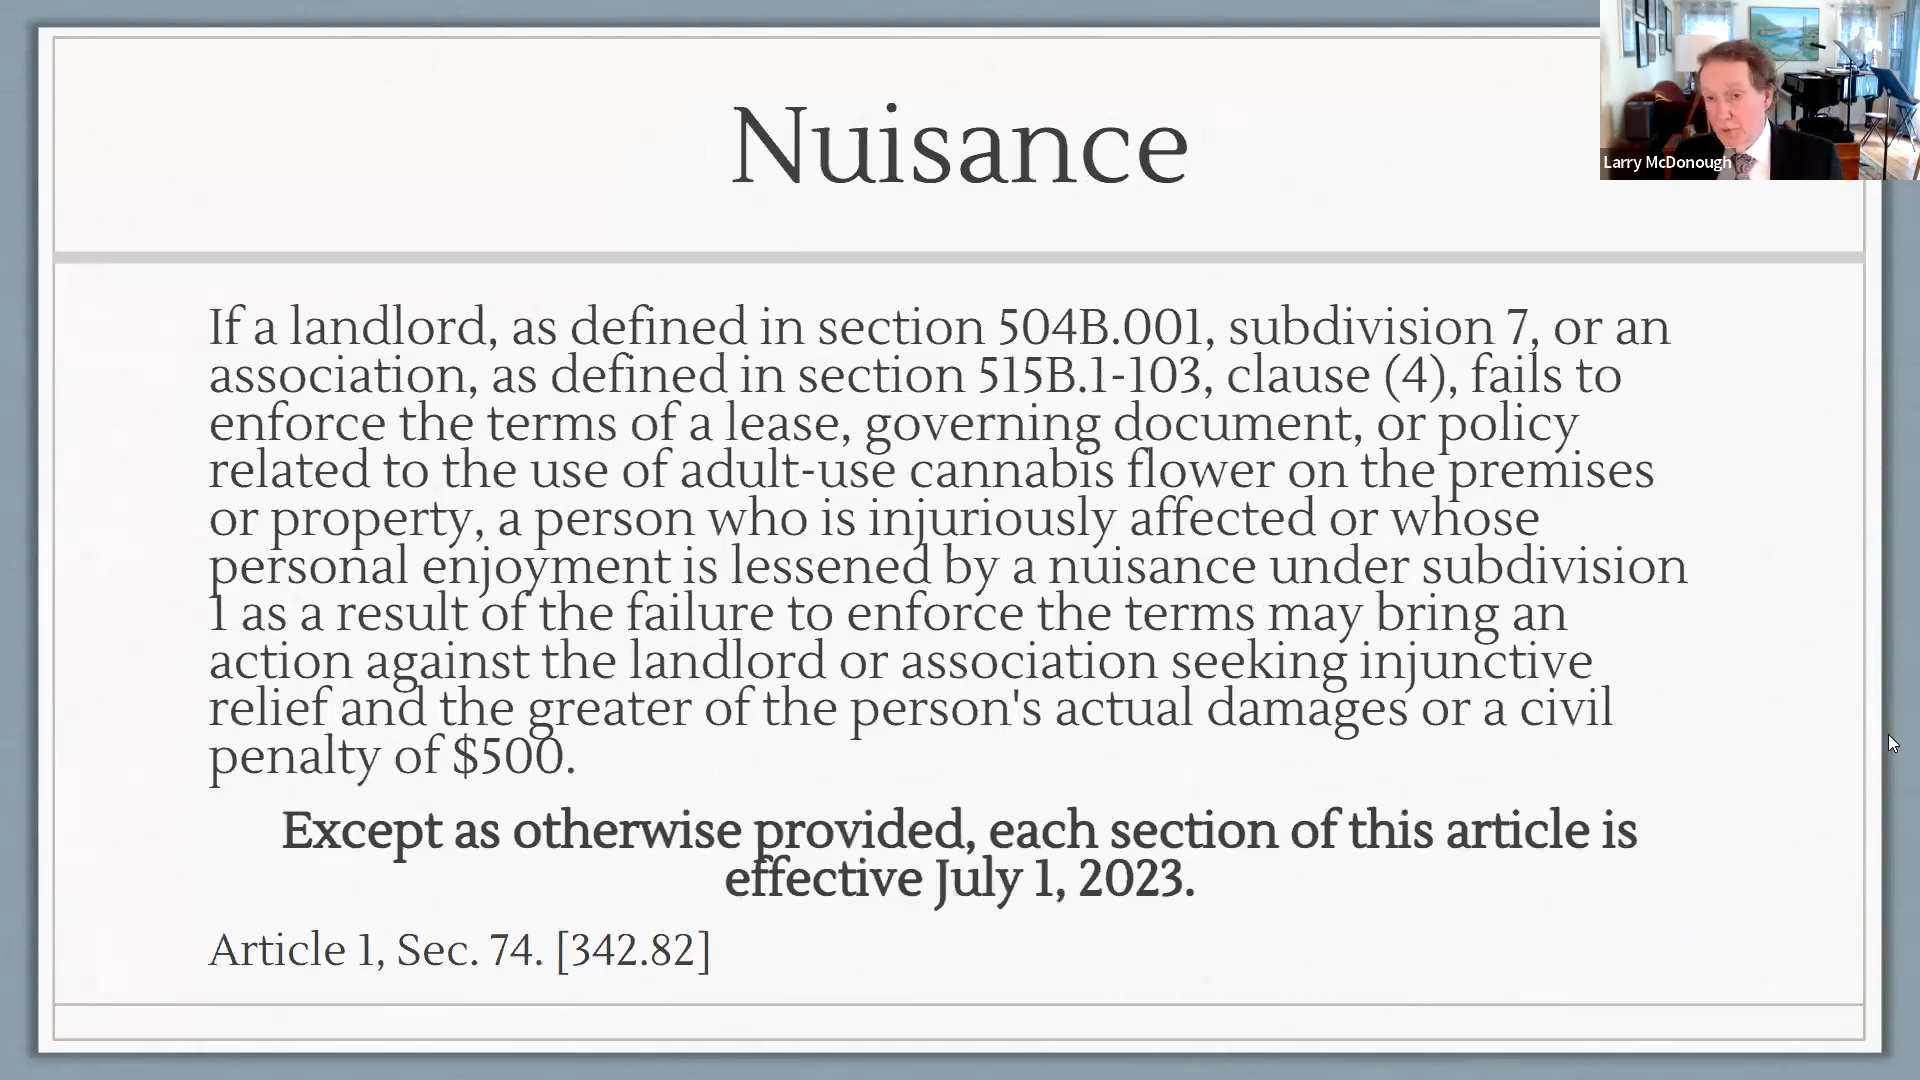 Nuisance
Larry McDonough
If a landlord, as defined in section 504B.001, subdivision 7, or an
association, as defined in section 515B.1-103, clause (4), fails to
enforce the terms of a lease, governing document, or policy
related to the use of adult-use cannabis flower on the premises
or property, a person who is injuriously affected or whose
personal enjoyment is lessened by a nuisance under subdivision
1 as a result of the failure to enforce the terms may bring an
action against the landlord or association seeking injunctive
relief and the greater of the person's actual damages or a civil
penalty of $500.
Except as otherwise provided, each section of this article is
effective July 1, 2023.
Article 1, Sec. 74. [342.82]